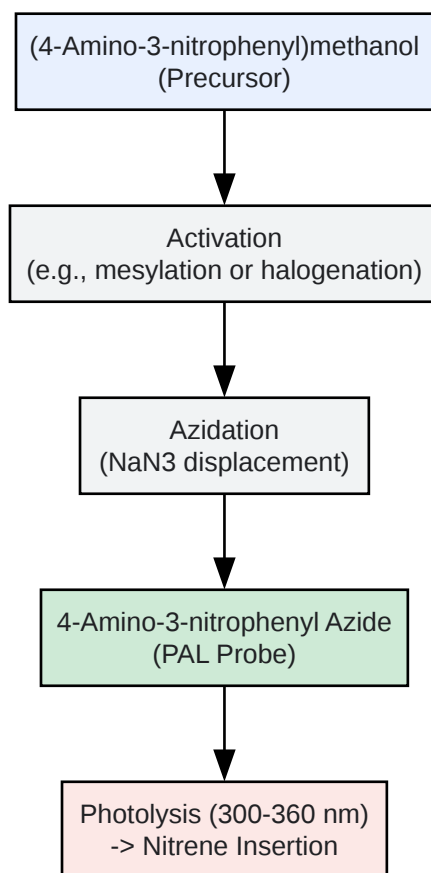 (4-Amino-3-nitrophenyl)methanol
(Precursor)
Activation
(e.g., mesylation or halogenation)
Azidation
(NaN3 displacement)
4-Amino-3-nitrophenyl Azide
(PAL Probe)
Photolysis (300-360 nm)
-> Nitrene Insertion